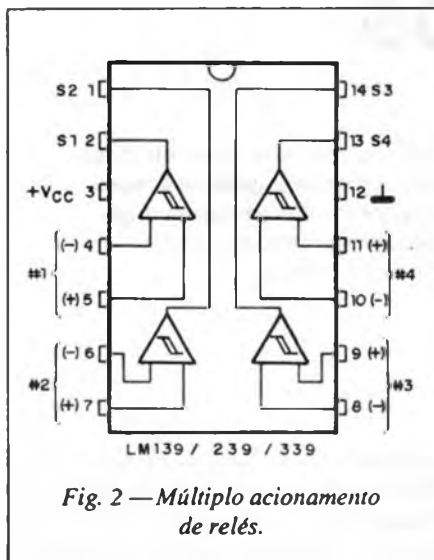 S2 1
14 S3
S1 2
13 S4
+Vcc 3
12
(-) 4
11 (+)
#1
#4
(+) 5
10 (-)
(-) 6
9 (+)
#2
#3
(+) 7
8 (-)
LM139 / 239 / 339
Fig. 2 — Múltiplo acionamento
de relés.